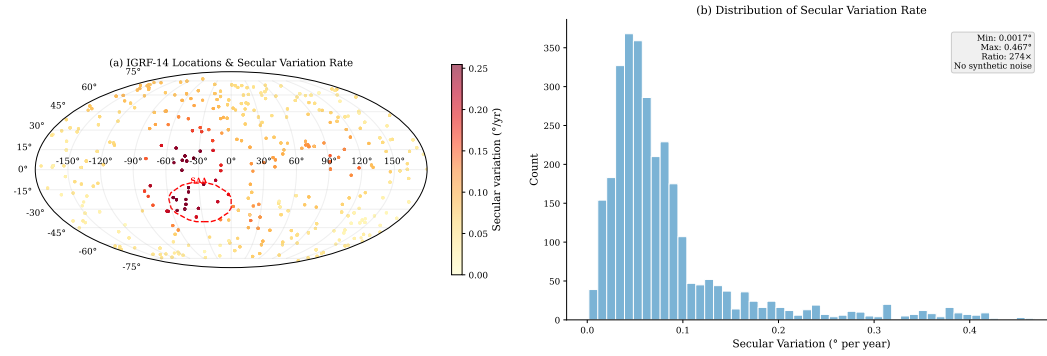 (a) IGRF-14 Locations & Secular Variation Rate
75°
60°
45°
30°
15°
0°
-15°
-30°
-45°
-60°
-75°
-150° -120° -90° -60° -30° 0° 30° 60° 90° 120° 150°
SAA
0.25
0.20
0.15
0.10
0.05
0.00
Secular variation (°/yr)
(b) Distribution of Secular Variation Rate
Min: 0.0017°
Max: 0.467°
Ratio: 274×
No synthetic noise
350
300
250
200
150
100
50
0
Count
0.0 0.1 0.2 0.3 0.4
Secular Variation (° per year)